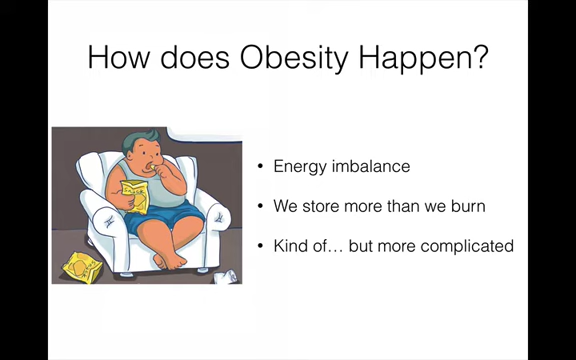 How does Obesity Happen?
• Energy imbalance
• We store more than we burn
• Kind of… but more complicated